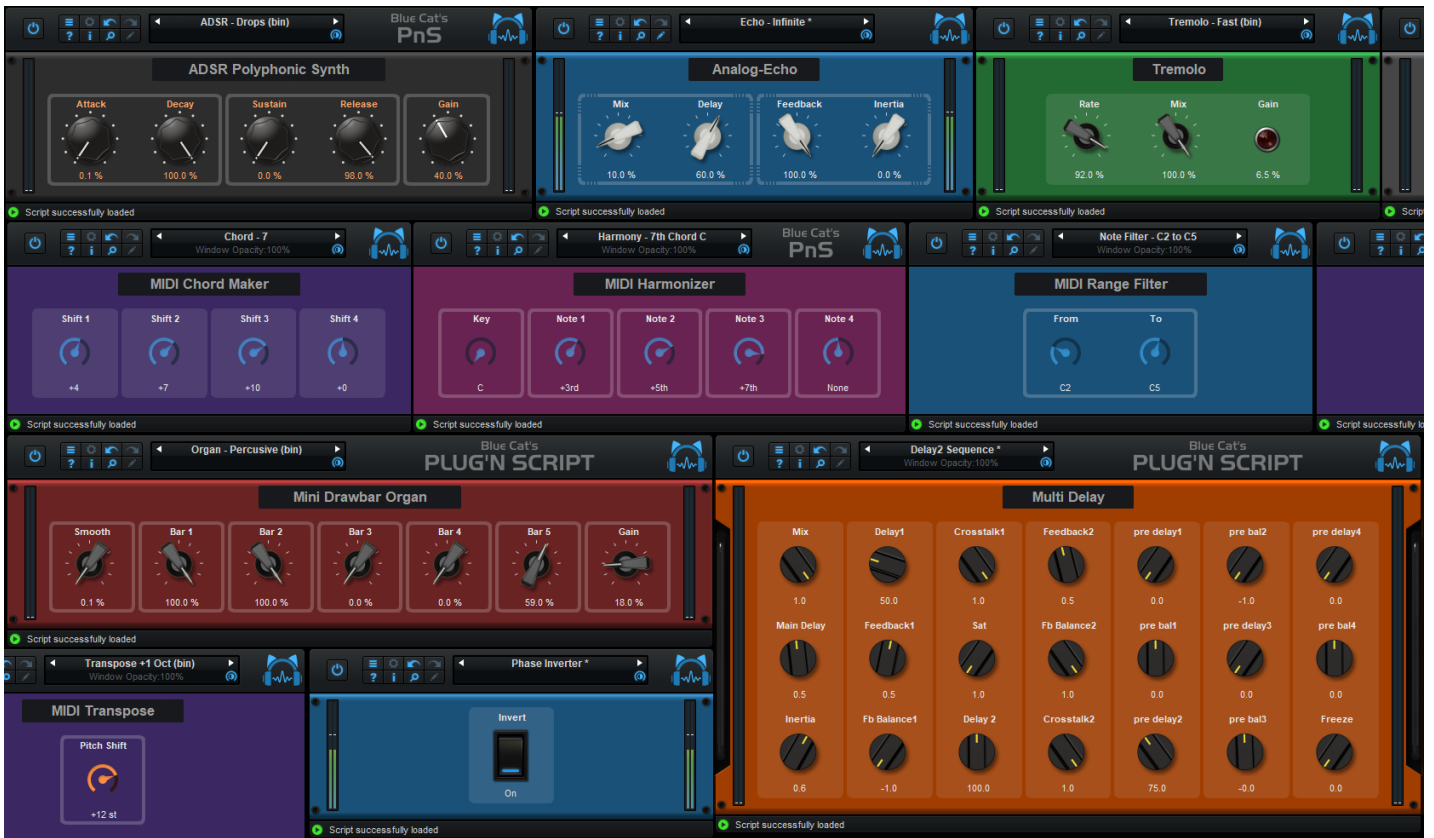 ADSR - Drops (bin)
Blue Cat's
PnS
ADSR Polyphonic Synth
Attack Decay Sustain Release Gain
0.1 % 100.0 % 0.0 % 98.0 % 40.0 %
Script successfully loaded
Echo - Infinite *
Analog-Echo
Mix Delay Feedback Inertia
10.0 % 60.0 % 100.0 % 0.0 %
Script successfully loaded
Tremolo - Fast (bin)
Tremolo
Rate Mix Gain
92.0 % 100.0 % 6.5 %
Script successfully loaded
Scrip
Chord - 7
Window Opacity:100%
MIDI Chord Maker
Shift 1 Shift 2 Shift 3 Shift 4
+4 +7 +10 +0
Script successfully loaded
Harmony - 7th Chord C
Window Opacity:100%
Blue Cat's
PnS
MIDI Harmonizer
Key Note 1 Note 2 Note 3 Note 4
C +3rd +5th +7th None
Script successfully loaded
Note Filter - C2 to C5
Window Opacity:100%
MIDI Range Filter
From To
C2 C5
Script successfully loaded
Script successfully lo
Organ - Percusive (bin)
Blue Cat's
PLUG'N SCRIPT
Mini Drawbar Organ
Smooth Bar 1 Bar 2 Bar 3 Bar 4 Bar 5 Gain
0.1 % 100.0 % 100.0 % 0.0 % 0.0 % 59.0 % 18.0 %
Script successfully loaded
Delay2 Sequence *
Window Opacity:100%
Blue Cat's
PLUG'N SCRIPT
Multi Delay
Mix Delay1 Crosstalk1 Feedback2 pre delay1 pre bal2 pre delay4
1.0 50.0 1.0 0.5 0.0 -1.0 0.0
Main Delay Feedback1 Sat Fb Balance2 pre bal1 pre delay3 pre bal4
0.5 0.5 1.0 1.0 0.0 0.0 0.0
Inertia Fb Balance1 Delay 2 Crosstalk2 pre delay2 pre bal3 Freeze
0.6 -1.0 100.0 1.0 75.0 -0.0 0.0
Script successfully loaded
Transpose +1 Oct (bin)
Window Opacity:100%
MIDI Transpose
Pitch Shift
+12 st
Phase Inverter *
Invert
On
Script successfully loaded